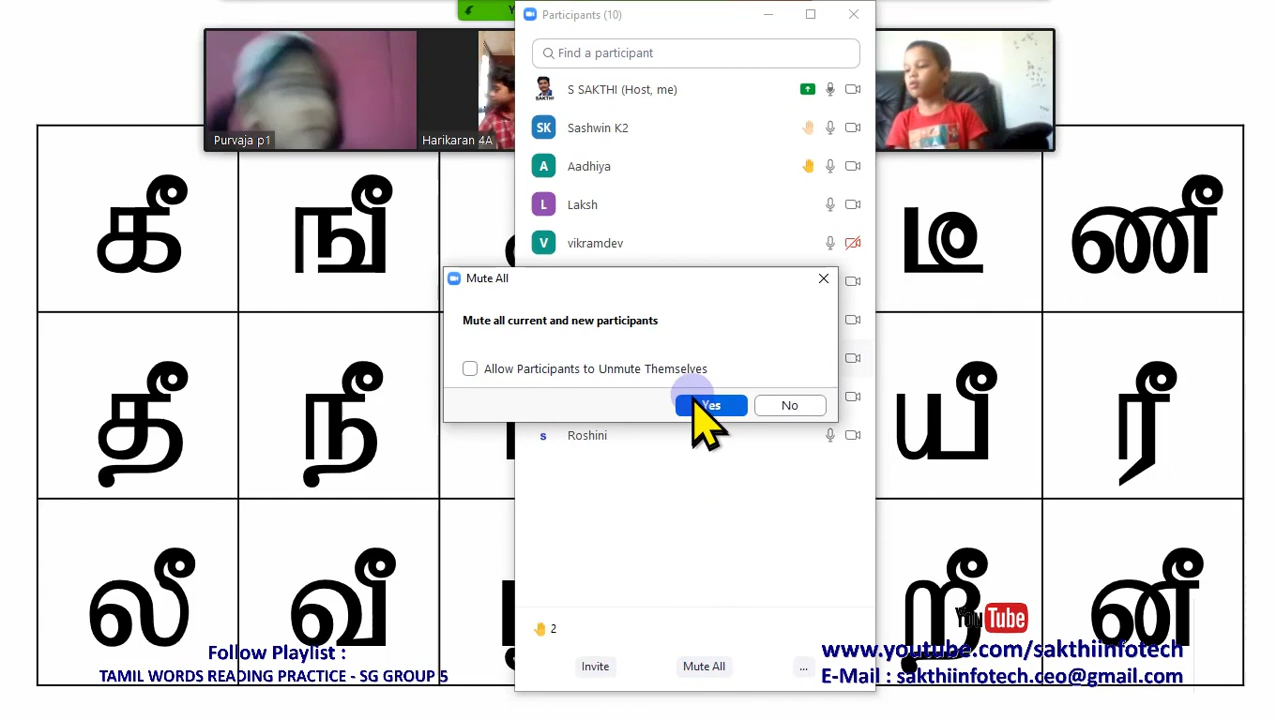 Participants (10)
Find a participant
S SAKTHI (Host, me)
SAKTHI
SK Sashwin K2
A Aadhiya
L Laksh
V vikramdev
Purvaja p1
Harikaran 4A
Mute All
Mute all current and new participants
Allow Participants to Unmute Themselves
Yes No
s Roshini
2
Invite Mute All ...
கீ ஙீ டீ ணீ
தீ நீ யீ ரீ
லீ வீ றீ னீ
YouTube
Follow Playlist :
TAMIL WORDS READING PRACTICE - SG GROUP 5
www.youtube.com/sakthiinfotech
E-Mail : sakthiinfotech.ceo@gmail.com